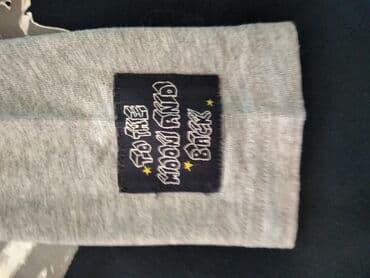 TO THE
MOON AND
BACK